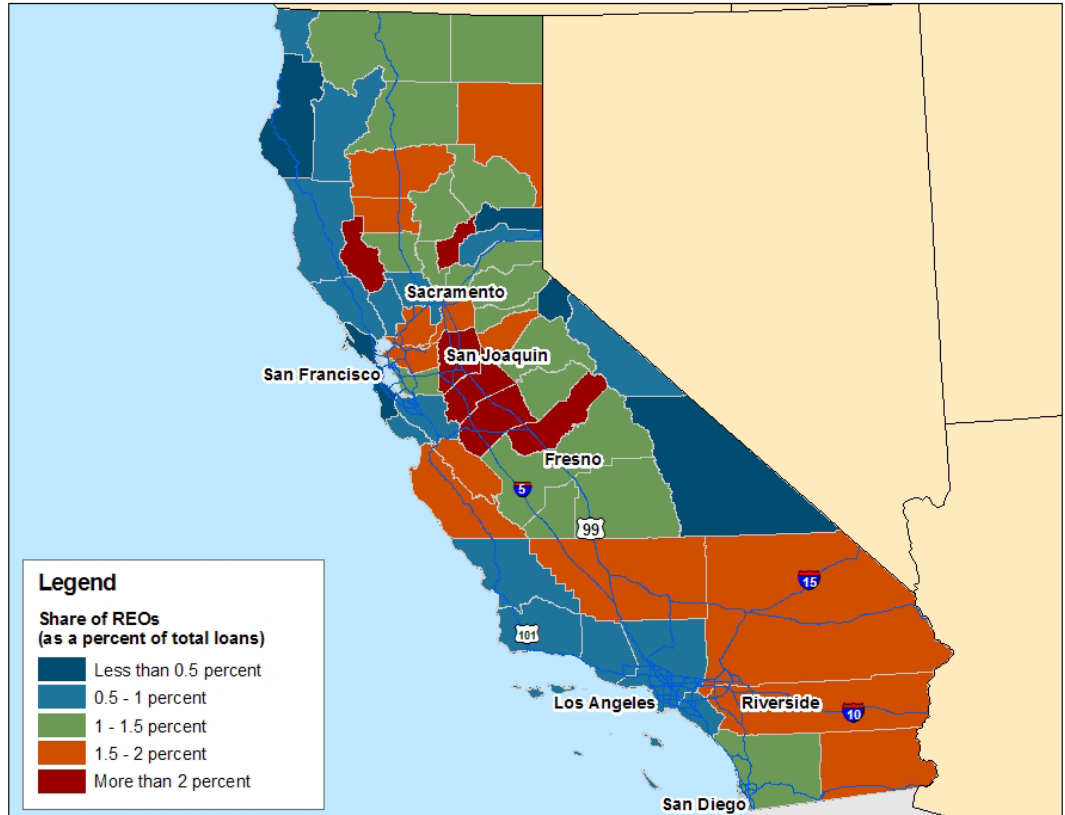 Sacramento
San Joaquin
San Francisco
Fresno
5
99
15
101
Los Angeles
Riverside
10
San Diego
Legend
Share of REOs
(as a percent of total loans)
Less than 0.5 percent
0.5 - 1 percent
1 - 1.5 percent
1.5 - 2 percent
More than 2 percent